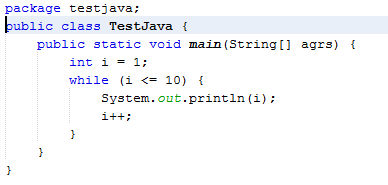 package testjava;
public class TestJava {
    public static void main(String[] agrs) {
        int i = 1;
        while (i <= 10) {
            System.out.println(i);
            i++;
        }
    }
}